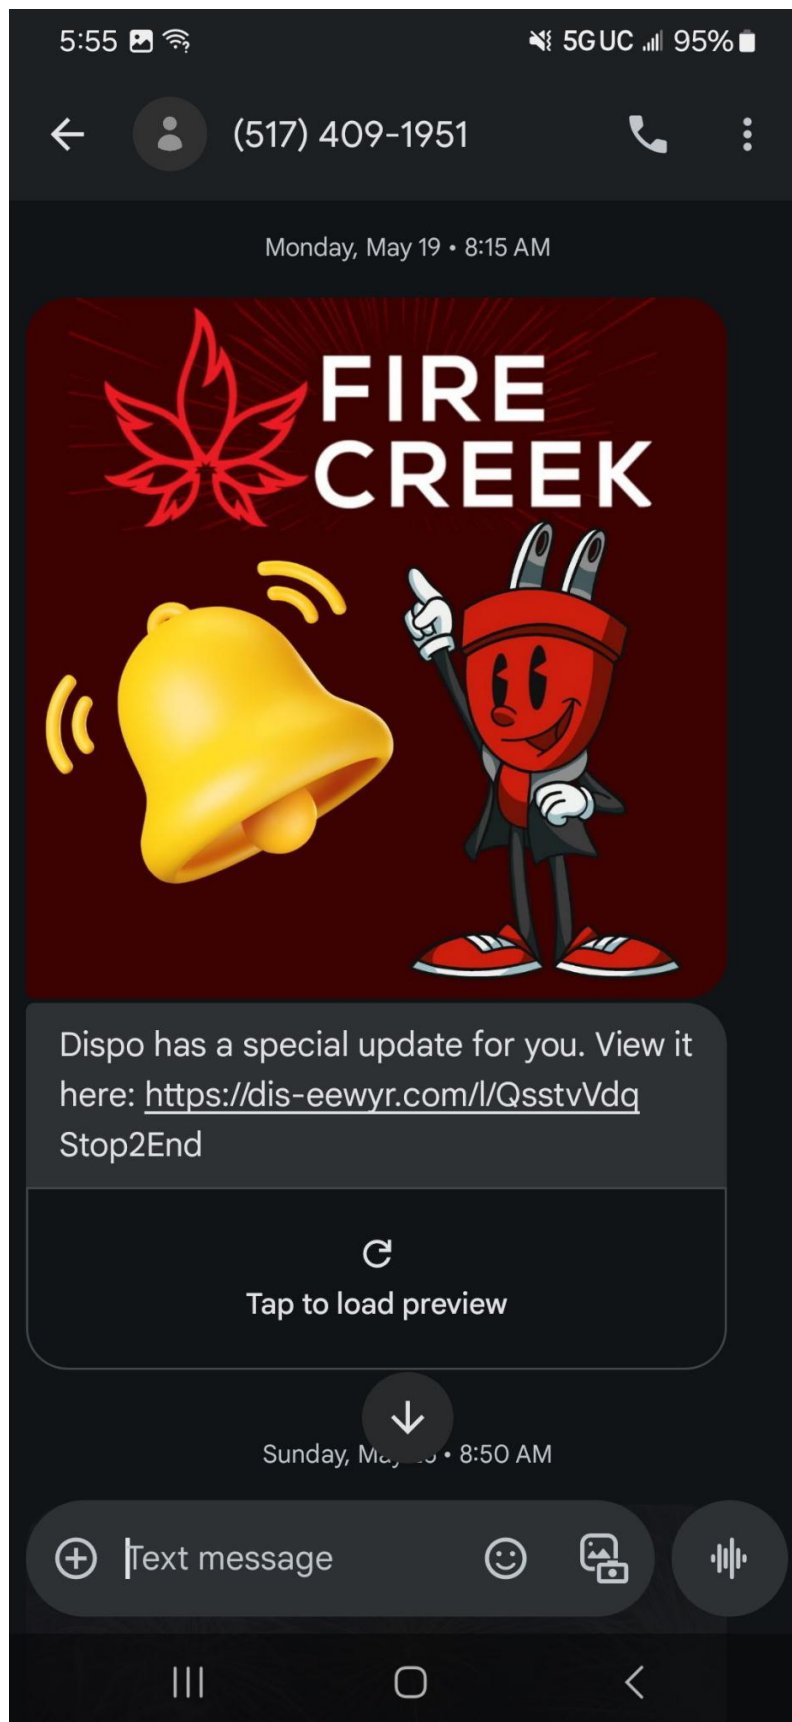 5:55 5G UC 95%
(517) 409-1951
Monday, May 19 • 8:15 AM
FIRE
CREEK
Dispo has a special update for you. View it
here: https://dis-eewyr.com/l/QsstvVdq
Stop2End
Tap to load preview
Sunday, • 8:50 AM
Text message